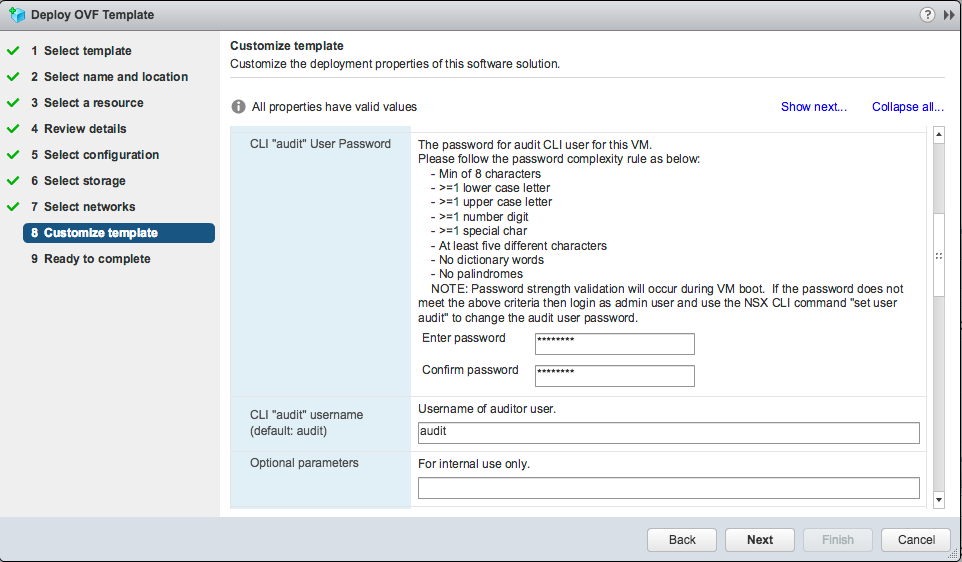 Deploy OVF Template
?
1 Select template
2 Select name and location
3 Select a resource
4 Review details
5 Select configuration
6 Select storage
7 Select networks
8 Customize template
9 Ready to complete
Customize template
Customize the deployment properties of this software solution.
All properties have valid values
Show next...
Collapse all...
CLI "audit" User Password
The password for audit CLI user for this VM.
Please follow the password complexity rule as below:
- Min of 8 characters
- >=1 lower case letter
- >=1 upper case letter
- >=1 number digit
- >=1 special char
- At least five different characters
- No dictionary words
- No palindromes
NOTE: Password strength validation will occur during VM boot. If the password does not
meet the above criteria then login as admin user and use the NSX CLI command "set user
audit" to change the audit user password.
Enter password
********
Confirm password
********
CLI "audit" username
(default: audit)
Username of auditor user.
audit
Optional parameters
For internal use only.
Back
Next
Finish
Cancel